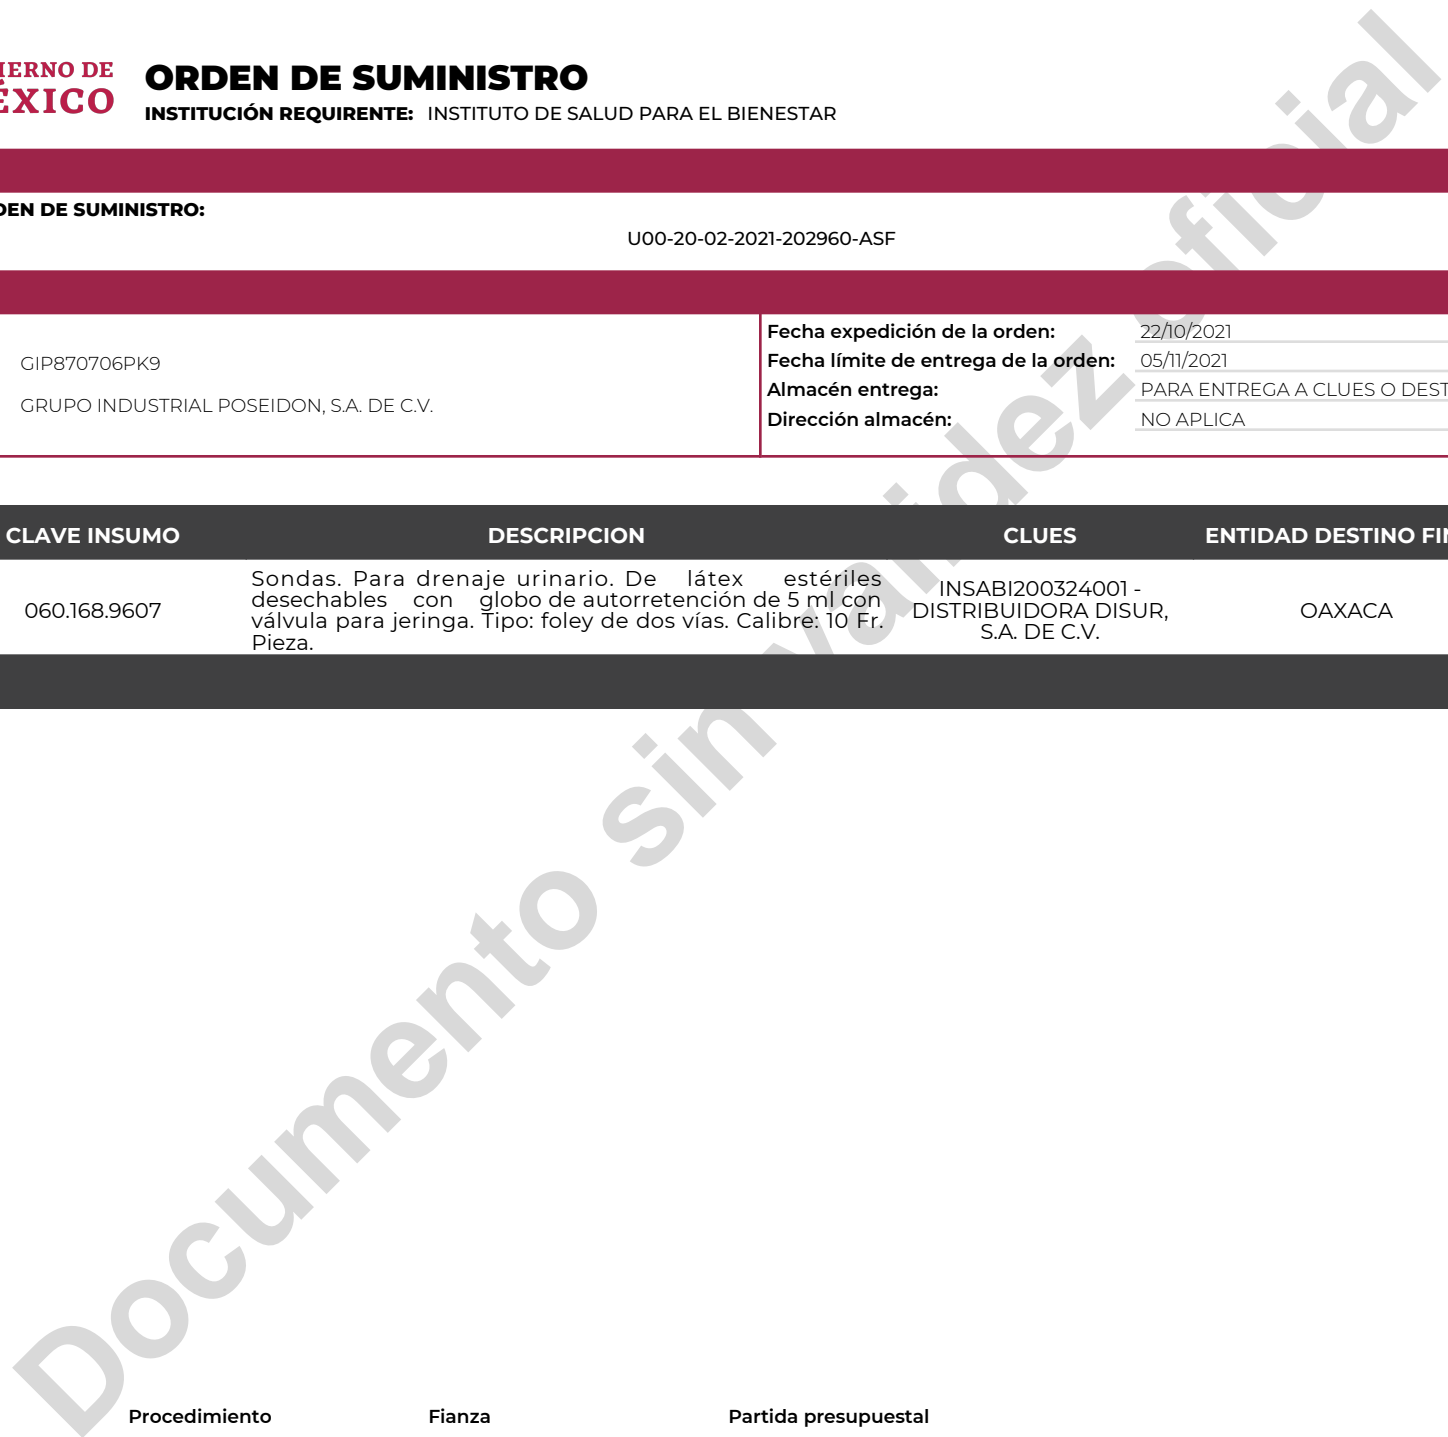 IERNO DE
ÉXICO
ORDEN DE SUMINISTRO
INSTITUCIÓN REQUIRENTE: INSTITUTO DE SALUD PARA EL BIENESTAR
DEN DE SUMINISTRO:
U00-20-02-2021-202960-ASF
GIP870706PK9
GRUPO INDUSTRIAL POSEIDON, S.A. DE C.V.
Fecha expedición de la orden: 22/10/2021
Fecha límite de entrega de la orden: 05/11/2021
Almacén entrega: PARA ENTREGA A CLUES O DEST
Dirección almacén: NO APLICA
CLAVE INSUMO DESCRIPCION CLUES ENTIDAD DESTINO FIN
060.168.9607
Sondas. Para drenaje urinario. De látex estériles
desechables con globo de autorretención de 5 ml con
válvula para jeringa. Tipo: foley de dos vías. Calibre: 10 Fr.
Pieza.
INSABI200324001 -
DISTRIBUIDORA DISUR,
S.A. DE C.V.
OAXACA
Documento sin validez oficial
Procedimiento Fianza Partida presupuestal